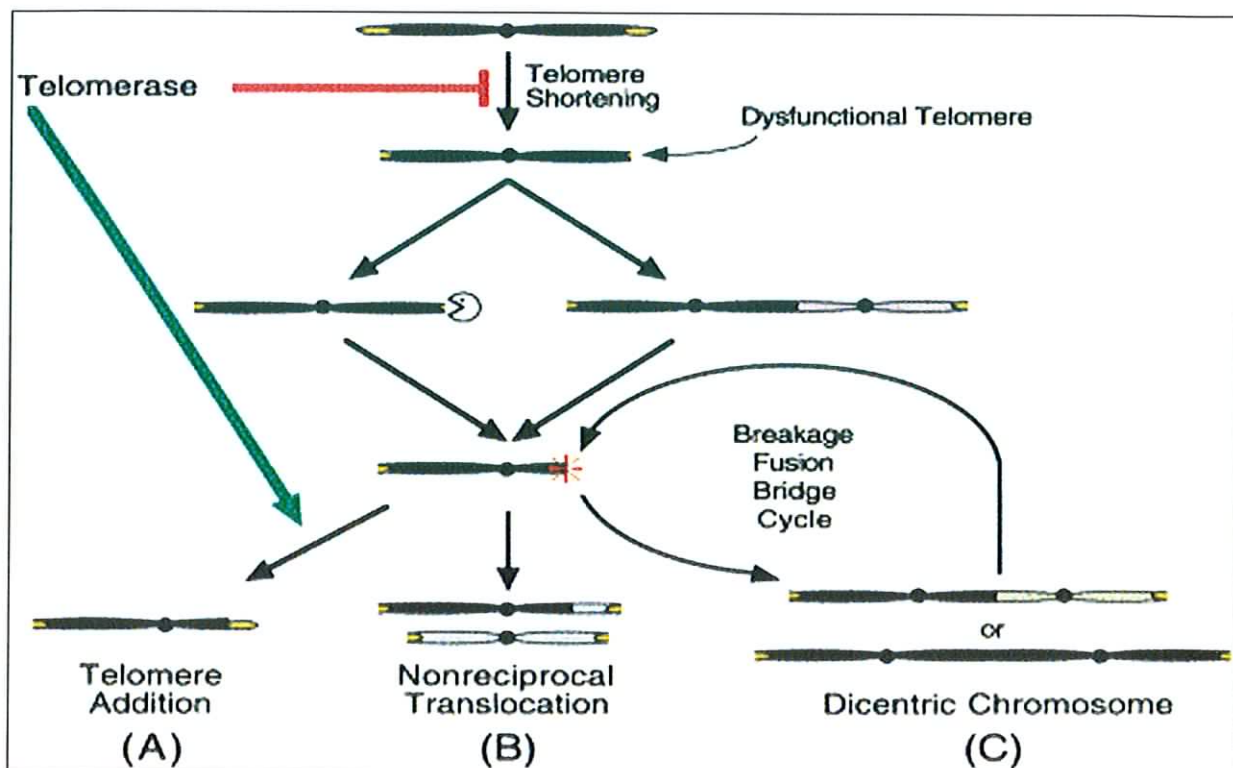 Telomerase
Telomere
Shortening
Dysfunctional Telomere
Breakage
Fusion
Bridge
Cycle
or
Telomere
Addition
(A)
Nonreciprocal
Translocation
(B)
Dicentric Chromosome
(C)